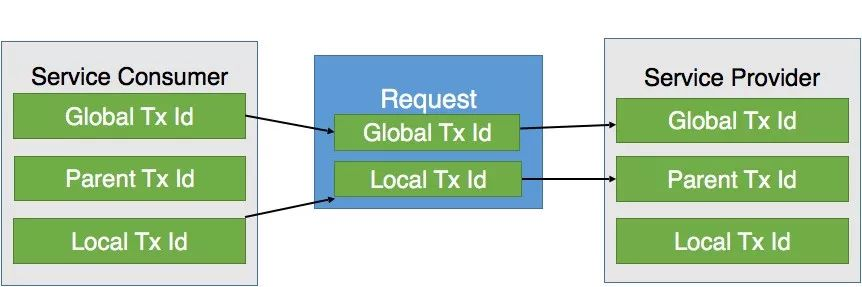 Service Consumer
Global Tx Id
Parent Tx Id
Local Tx Id
Request
Global Tx Id
Local Tx Id
Service Provider
Global Tx Id
Parent Tx Id
Local Tx Id